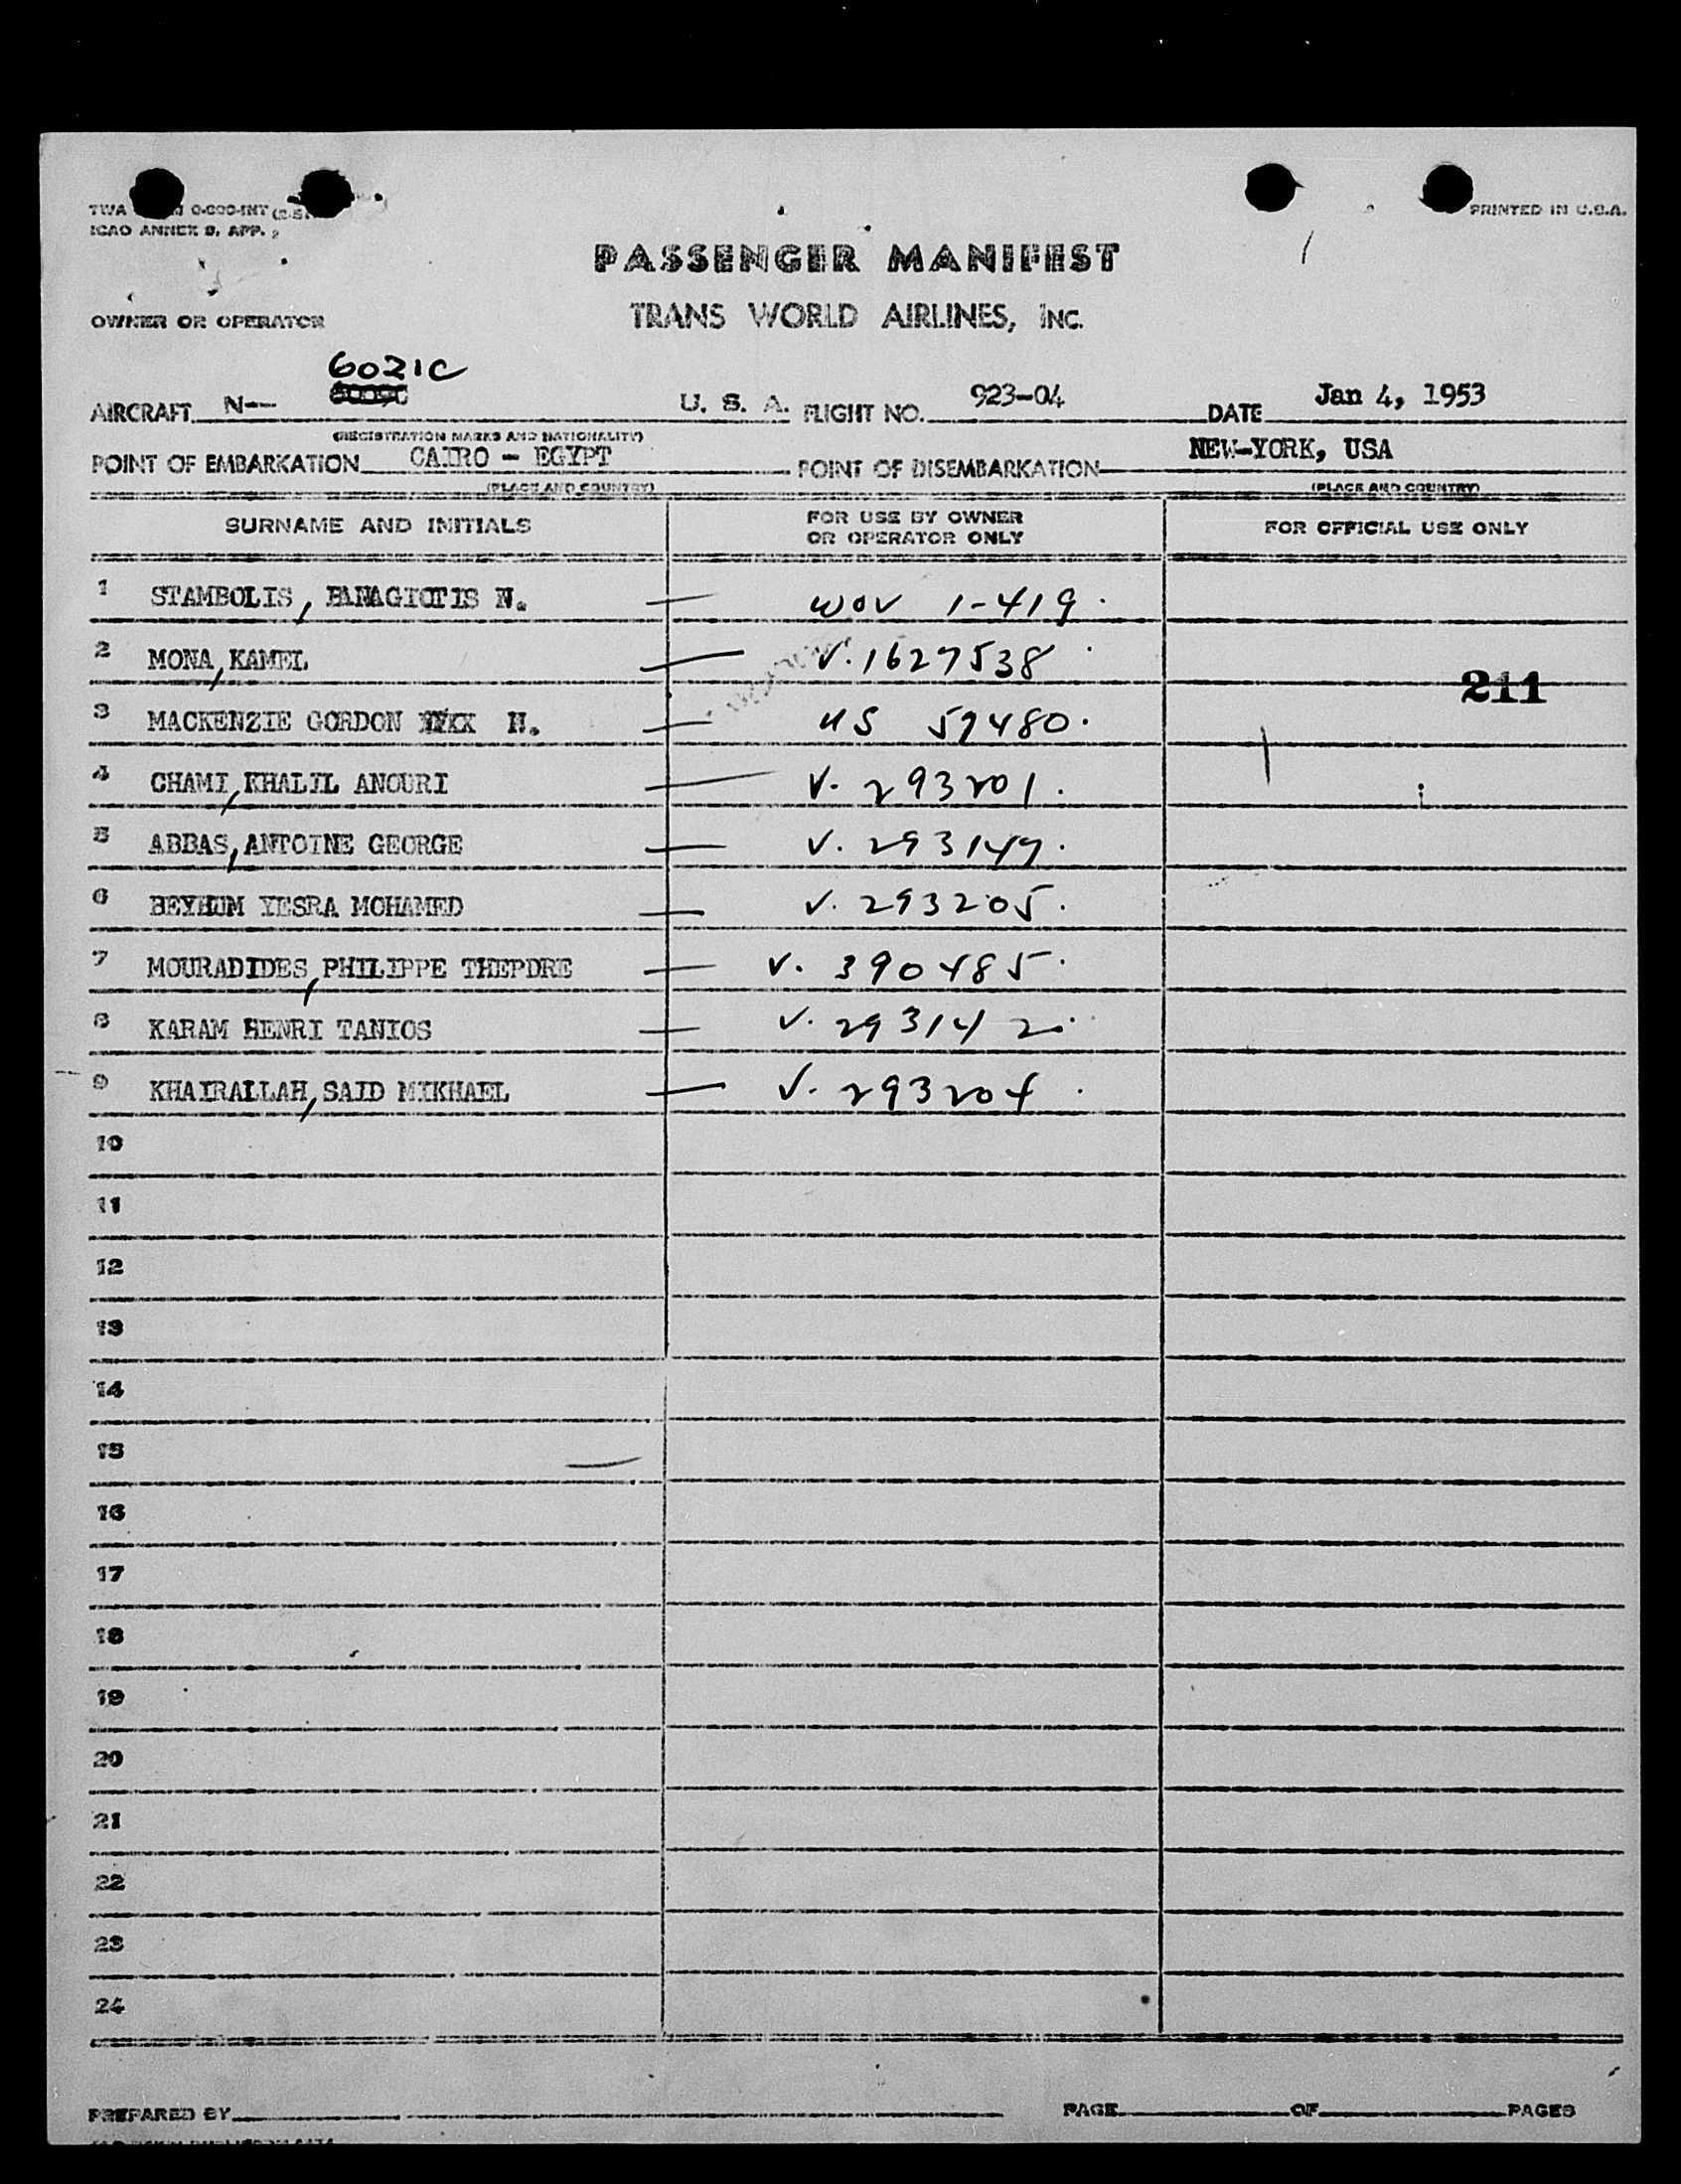 TWA 0-000-INT
PRINTED IN U.S.A.
ICAO ANNEX 9, APP.
PASSENGER MANIFEST
OWNER OR OPERATOR TRANS WORLD AIRLINES, INC.
6021C
AIRCRAFT N-- U. S. A. FLIGHT NO. 923-04 DATE Jan 4, 1953
(REGISTRATION MARKS AND NATIONALITY)
POINT OF EMBARKATION CAIRO - EGYPT POINT OF DISEMBARKATION NEW-YORK, USA
(PLACE AND COUNTRY) (PLACE AND COUNTRY)
SURNAME AND INITIALS FOR USE BY OWNER OR OPERATOR ONLY FOR OFFICIAL USE ONLY
1 STAMBOLIS, PANAGIOTIS N. — WOV 1-419.
2 MONA, KAMEL — V. 1627538
211
3 MACKENZIE GORDON N. — US 59480.
4 CHAMI, KHALIL ANOURI — V. 293201.
5 ABBAS, ANTOINE GEORGE — V. 293149.
6 BEYHUM YESRA MOHAMED — V. 293205.
7 MOURADIDES, PHILIPPE THEPDRE — V. 390485.
8 KARAM HENRI TANIOS — V. 293142.
9 KHAIRALLAH, SAID MIKHAEL — V. 293204.
10
11
12
13
14
15
16
17
18
19
20
21
22
23
24
PREPARED BY PAGE OF PAGES